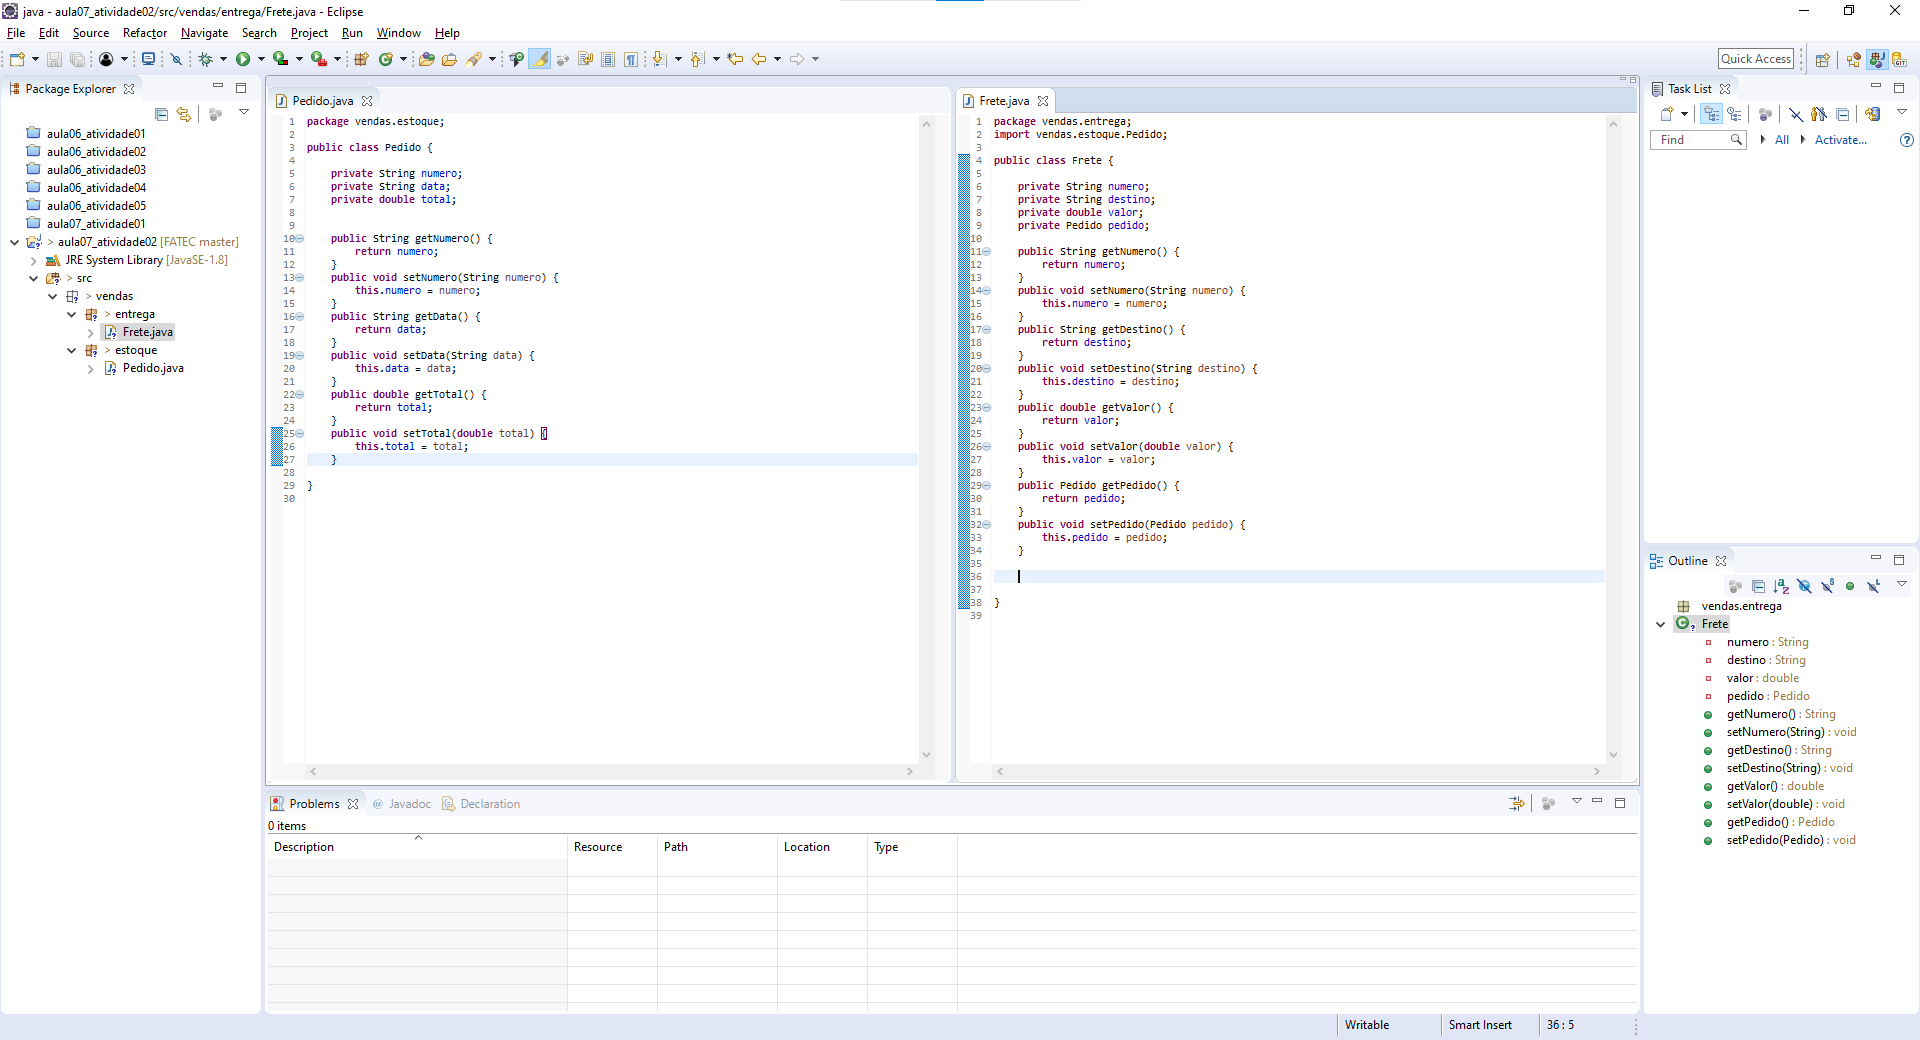 java - aula07_atividade02/src/vendas/entrega/Frete.java - Eclipse
File Edit Source Refactor Navigate Search Project Run Window Help
Quick Access
Package Explorer
aula06_atividade01
aula06_atividade02
aula06_atividade03
aula06_atividade04
aula06_atividade05
aula07_atividade01
> aula07_atividade02 [FATEC master]
JRE System Library [JavaSE-1.8]
> src
> vendas
> entrega
Frete.java
> estoque
Pedido.java
Pedido.java
1 package vendas.estoque;
2
3 public class Pedido {
4
5 private String numero;
6 private String data;
7 private double total;
8
9
10 public String getNumero() {
11 return numero;
12 }
13 public void setNumero(String numero) {
14 this.numero = numero;
15 }
16 public String getData() {
17 return data;
18 }
19 public void setData(String data) {
20 this.data = data;
21 }
22 public double getTotal() {
23 return total;
24 }
25 public void setTotal(double total) {
26 this.total = total;
27 }
28
29 }
30
Frete.java
1 package vendas.entrega;
2 import vendas.estoque.Pedido;
3
4 public class Frete {
5
6 private String numero;
7 private String destino;
8 private double valor;
9 private Pedido pedido;
10
11 public String getNumero() {
12 return numero;
13 }
14 public void setNumero(String numero) {
15 this.numero = numero;
16 }
17 public String getDestino() {
18 return destino;
19 }
20 public void setDestino(String destino) {
21 this.destino = destino;
22 }
23 public double getValor() {
24 return valor;
25 }
26 public void setValor(double valor) {
27 this.valor = valor;
28 }
29 public Pedido getPedido() {
30 return pedido;
31 }
32 public void setPedido(Pedido pedido) {
33 this.pedido = pedido;
34 }
35
36
37
38 }
39
Task List
Find All Activate...
Outline
vendas.entrega
Frete
numero : String
destino : String
valor : double
pedido : Pedido
getNumero() : String
setNumero(String) : void
getDestino() : String
setDestino(String) : void
getValor() : double
setValor(double) : void
getPedido() : Pedido
setPedido(Pedido) : void
Problems @ Javadoc Declaration
0 items
Description Resource Path Location Type
Writable Smart Insert 36 : 5